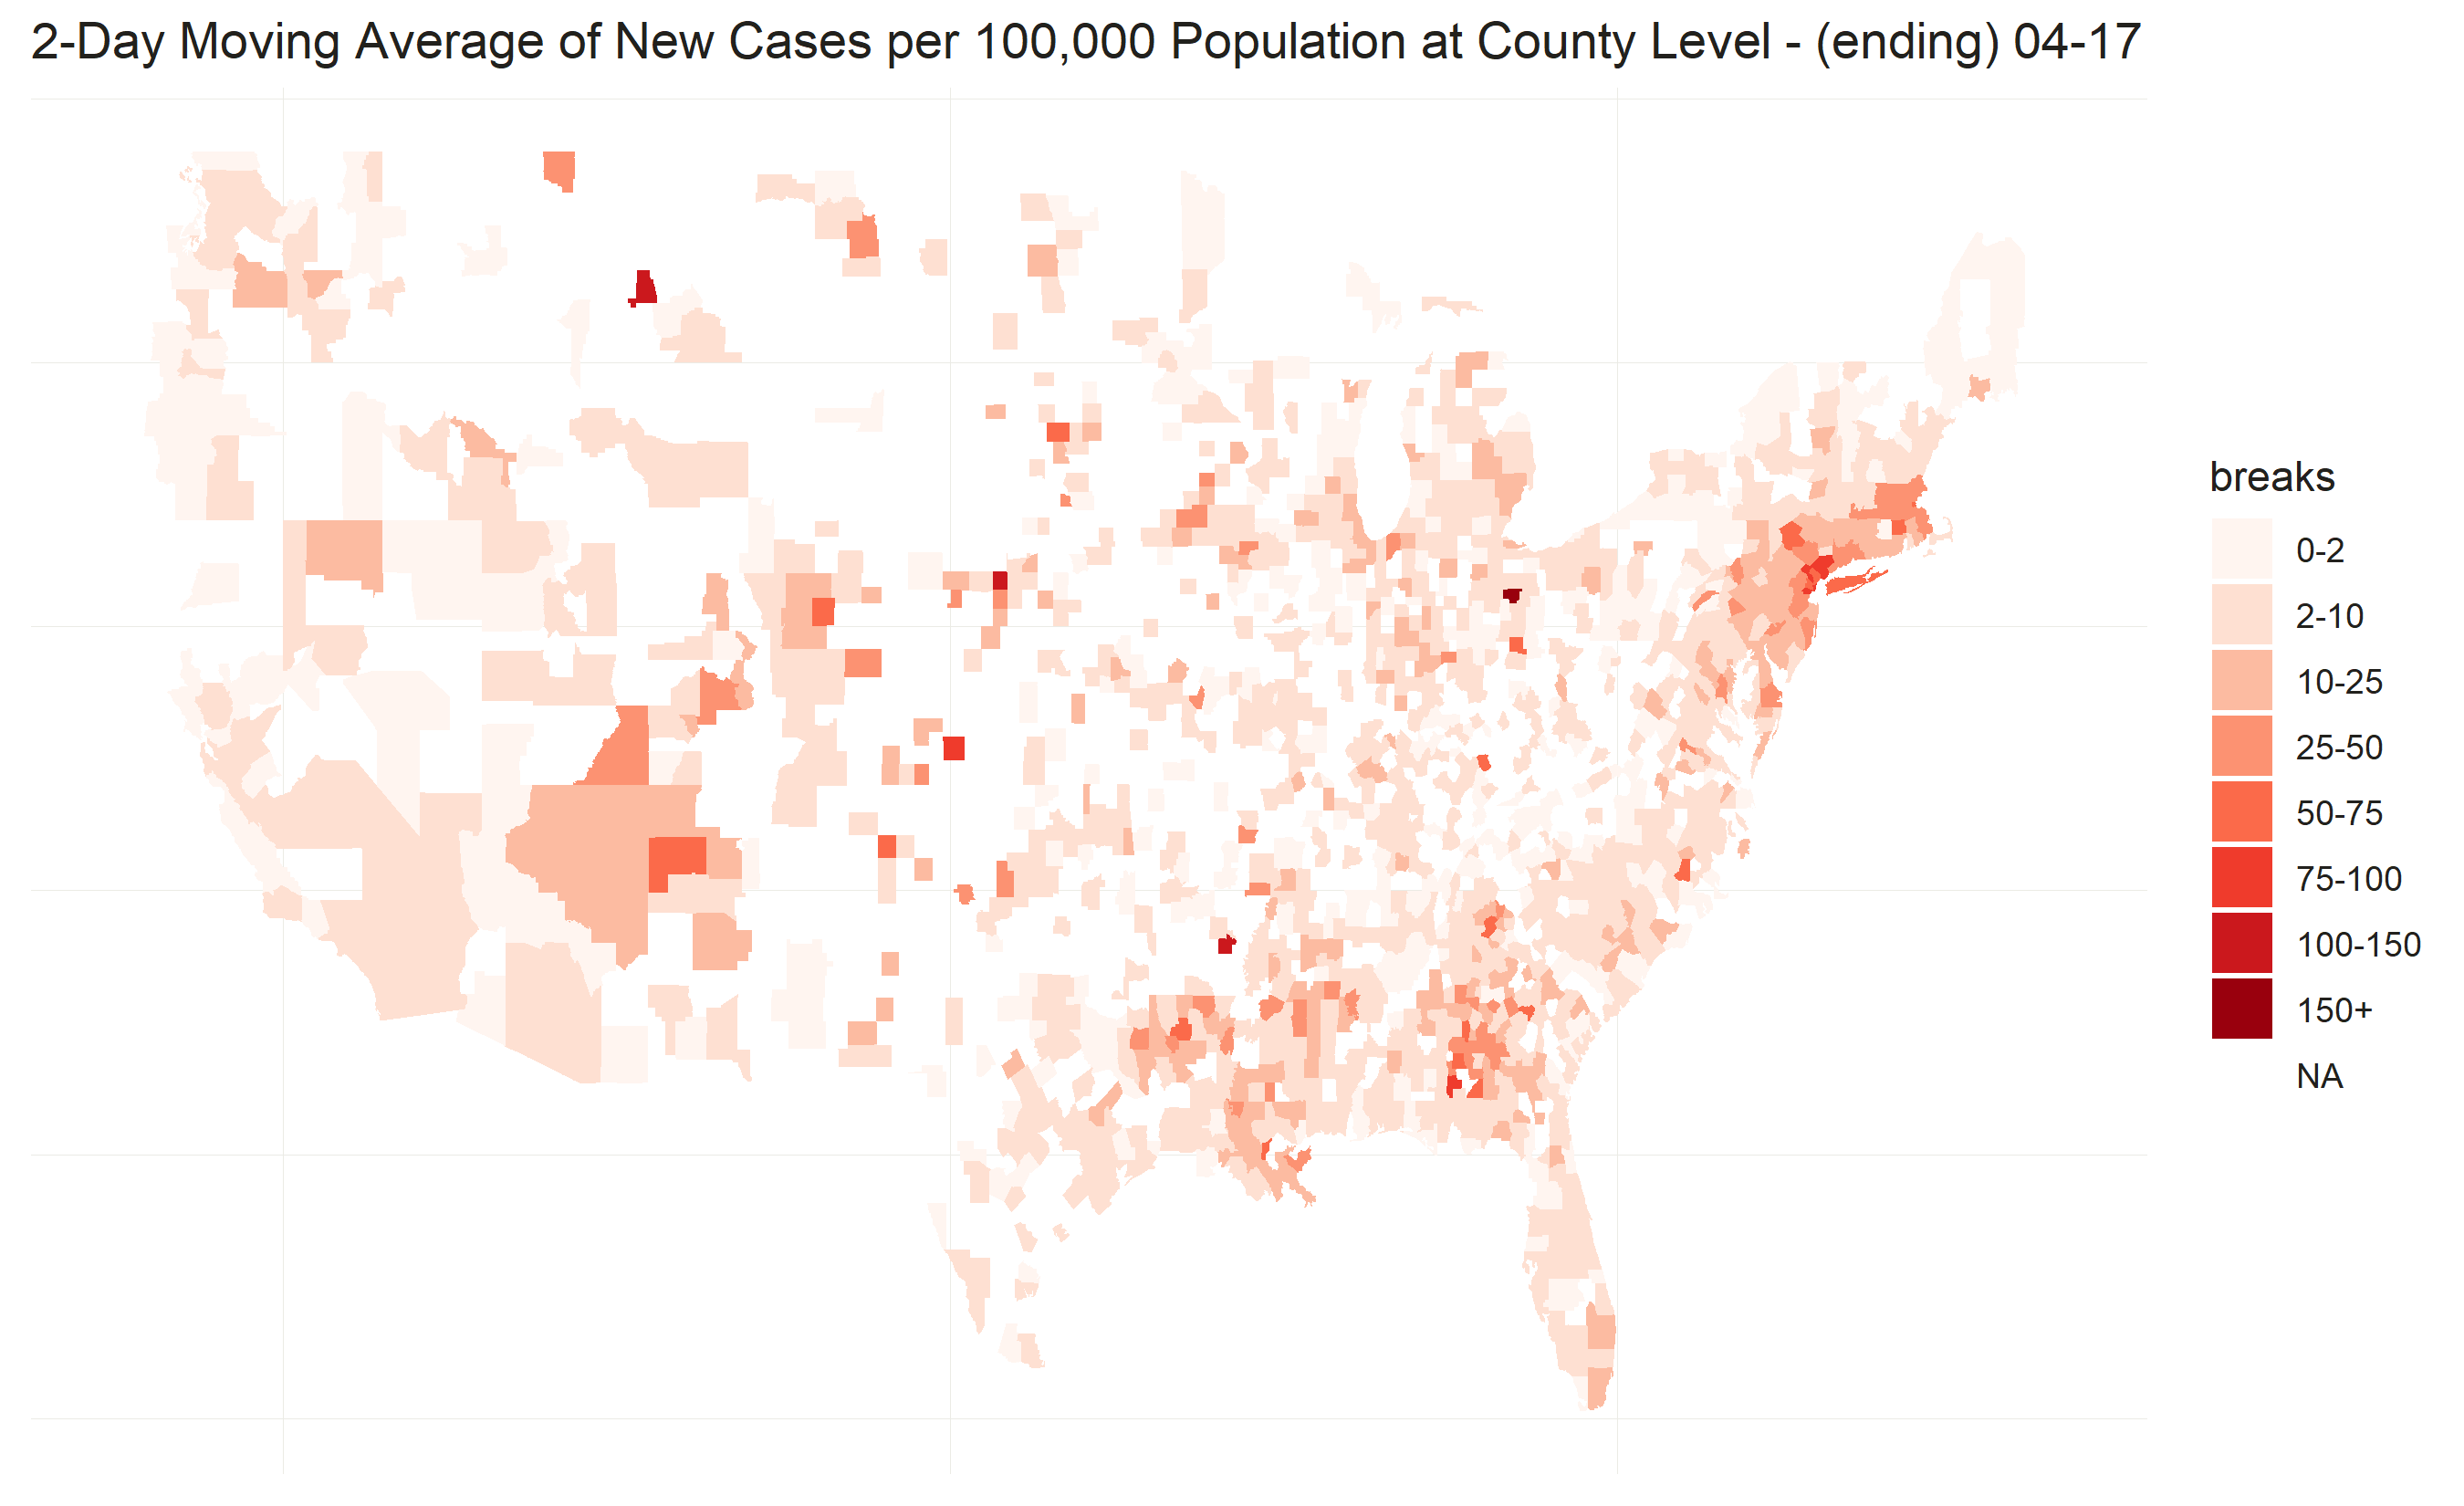 2-Day Moving Average of New Cases per 100,000 Population at County Level - (ending) 04-17
breaks
0-2
2-10
10-25
25-50
50-75
75-100
100-150
150+
NA